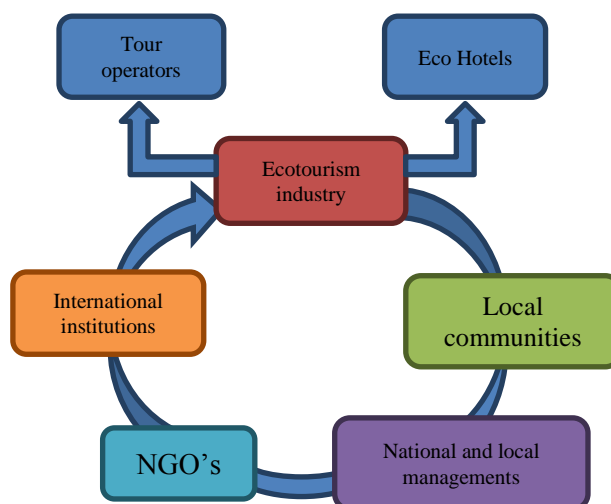 Tour
operators
Eco Hotels
Ecotourism
industry
International
institutions
Local
communities
NGO’s
National and local
managements